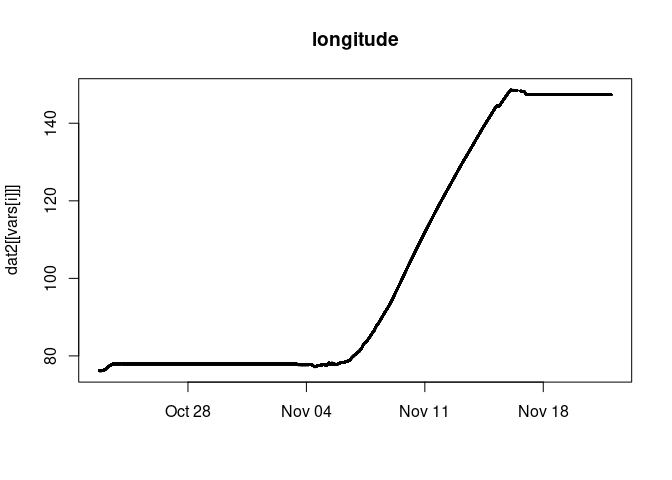 longitude
dat2[[vars[i]]]
140
120
100
80
Oct 28
Nov 04
Nov 11
Nov 18